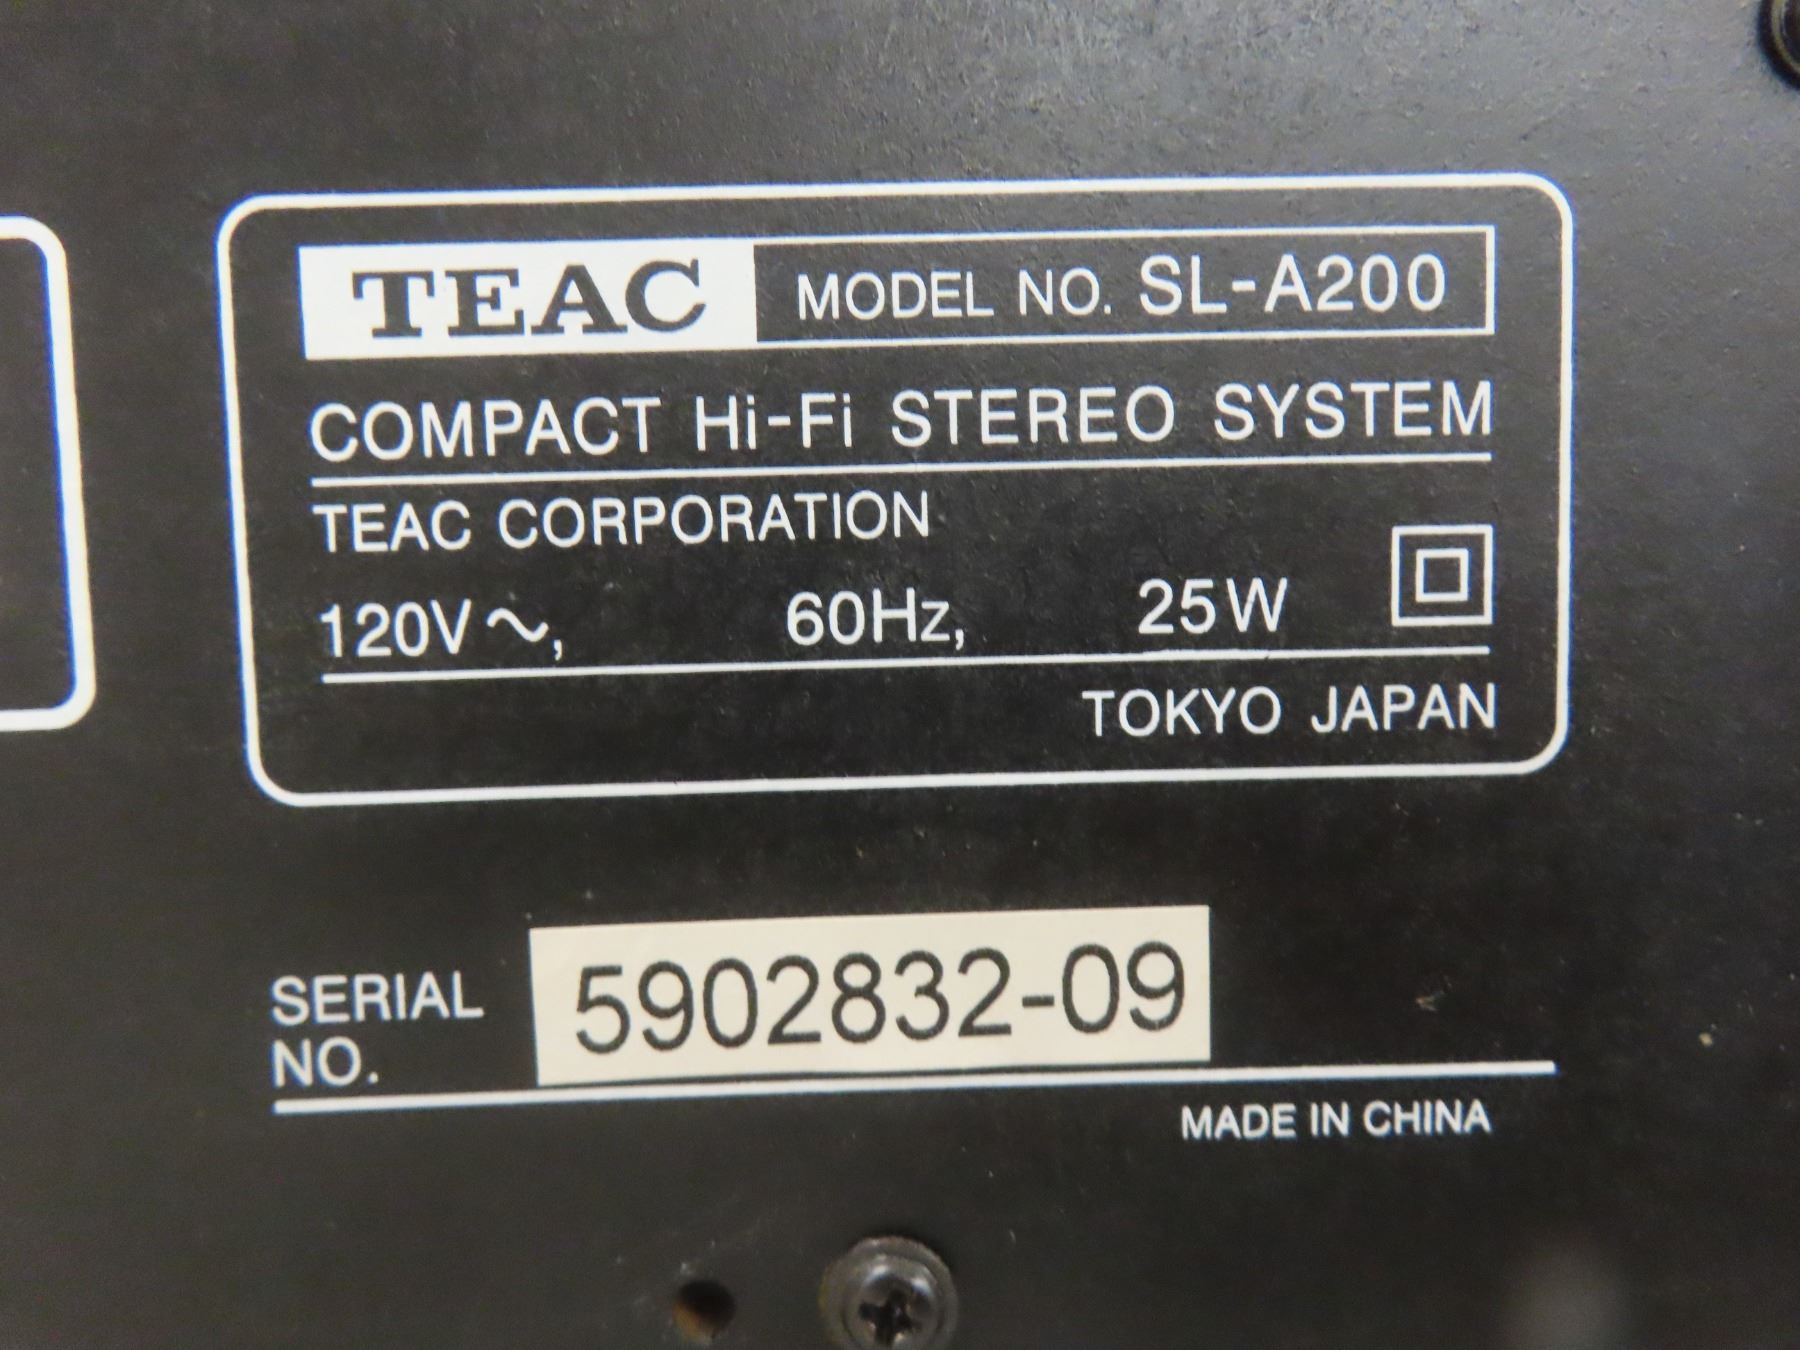 TEAC MODEL NO. SL-A200
COMPACT Hi-Fi STEREO SYSTEM
TEAC CORPORATION
120V～, 60Hz, 25W
TOKYO JAPAN
SERIAL NO. 5902832-09
MADE IN CHINA